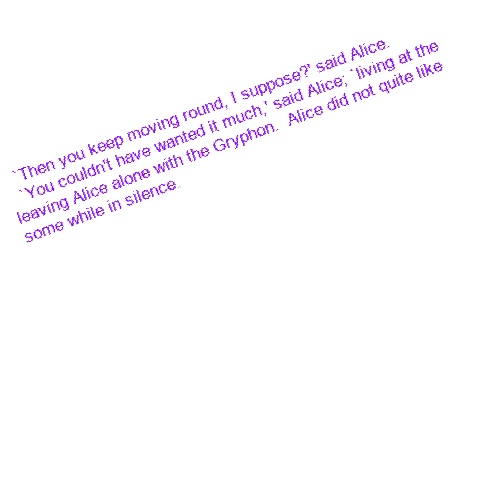 `Then you keep moving round, I suppose?' said Alice.
`You couldn't have wanted it much,' said Alice; `living at the
leaving Alice alone with the Gryphon.  Alice did not quite like
some while in silence.